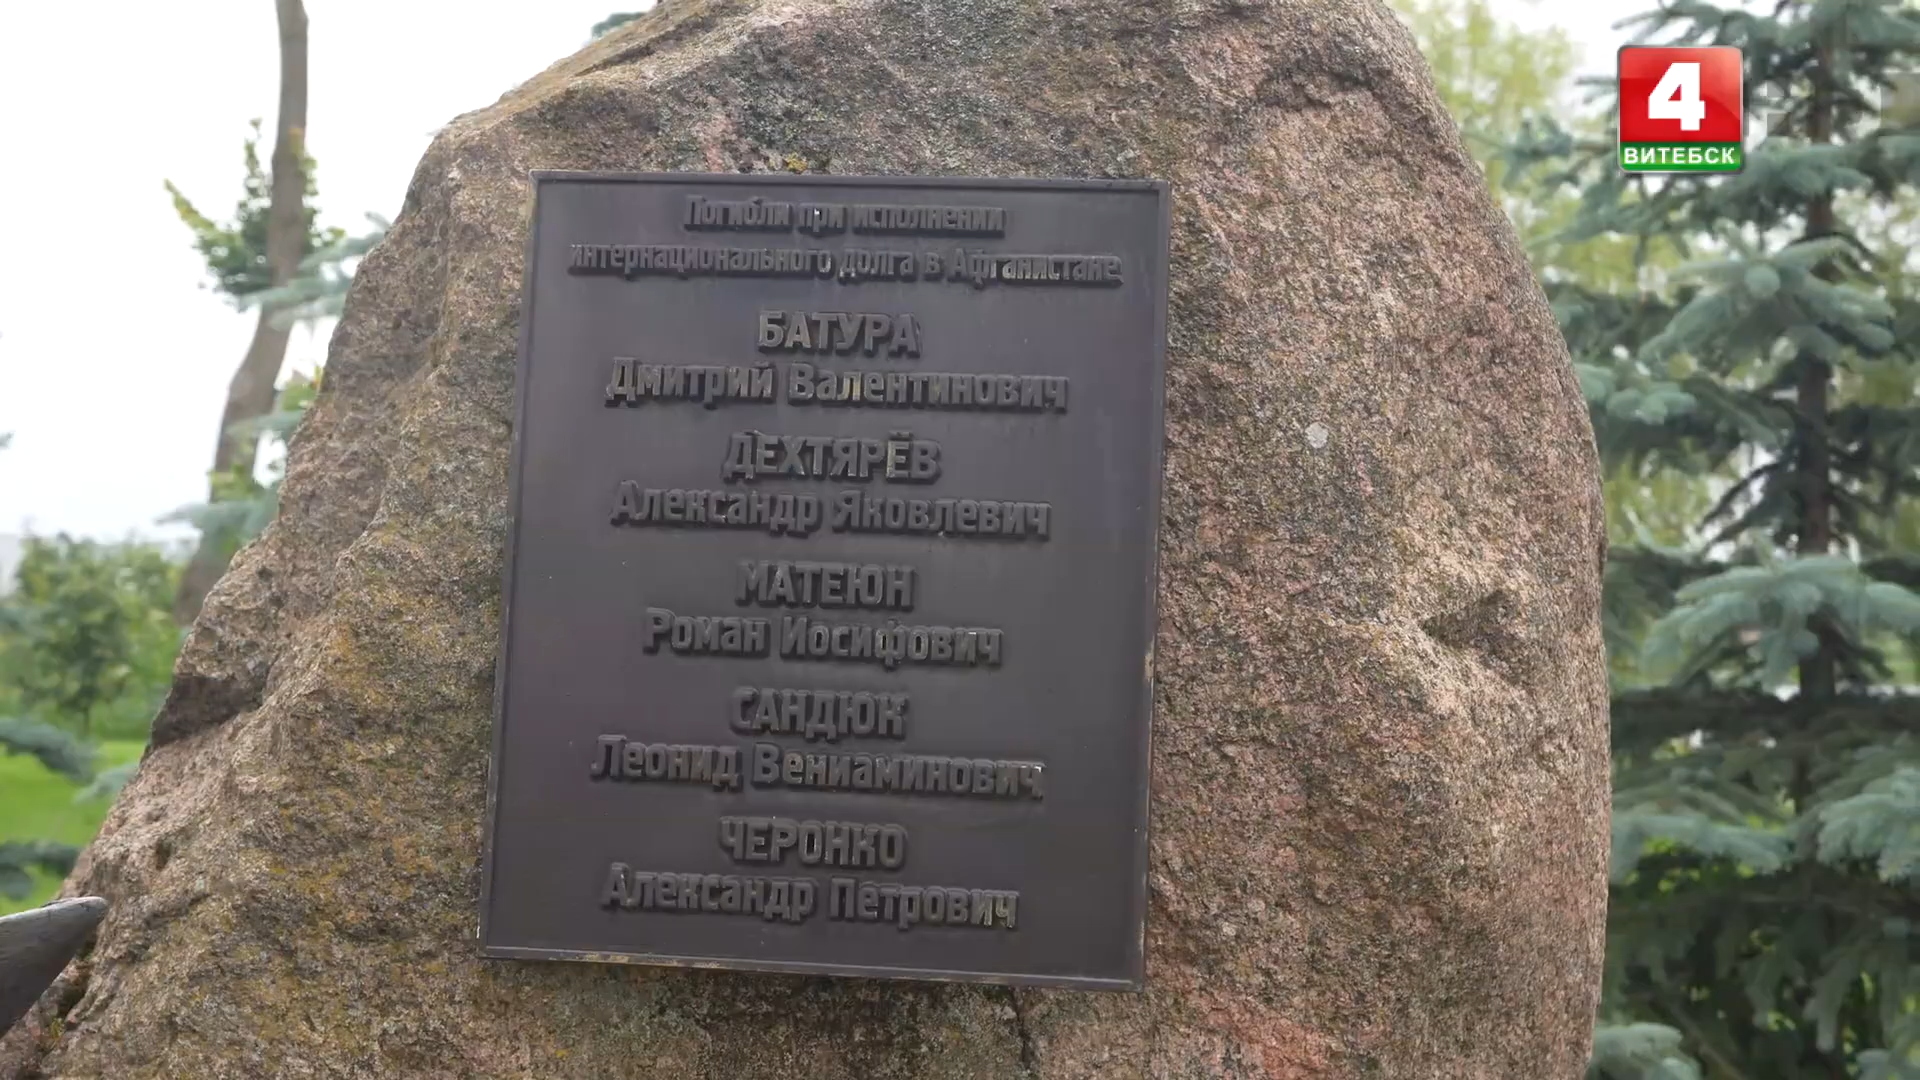 4
ВИТЕБСК
Погибли при исполнении
интернационального долга в Афганистане
БАТУРА
Дмитрий Валентинович
ДЕХТЯРЁВ
Александр Яковлевич
МАТЕЮН
Роман Иосифович
САНДЮК
Леонид Вениаминович
ЧЕРОНКО
Александр Петрович